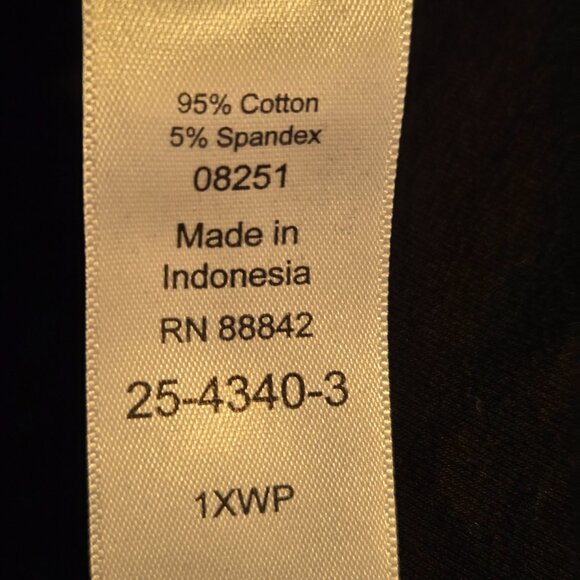 95% Cotton
5% Spandex
08251
Made in
Indonesia
RN 88842
25-4340-3
1XWP